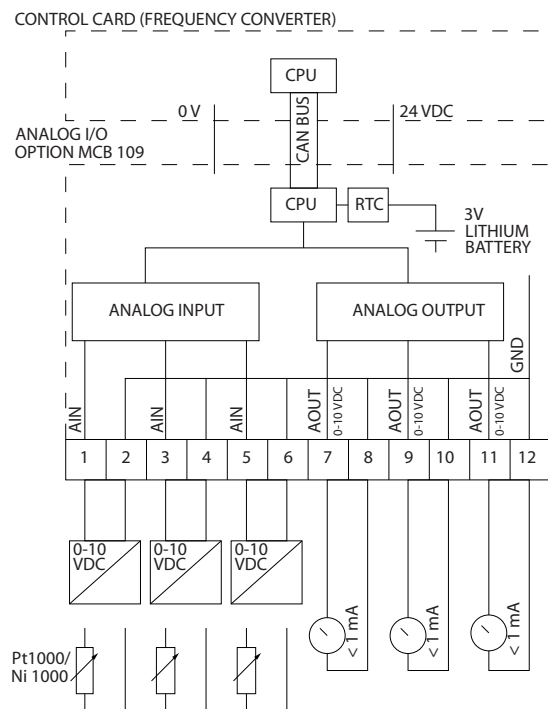 CONTROL CARD (FREQUENCY CONVERTER)
CPU
0 V
24 VDC
CAN BUS
ANALOG I/O
OPTION MCB 109
CPU
RTC
3V
LITHIUM
BATTERY
ANALOG INPUT
ANALOG OUTPUT
GND
AIN
AIN
AIN
AOUT
0-10 VDC
AOUT
0-10 VDC
AOUT
0-10 VDC
1 2 3 4 5 6 7 8 9 10 11 12
0-10
VDC
0-10
VDC
0-10
VDC
< 1 mA
< 1 mA
< 1 mA
Pt1000/
Ni 1000